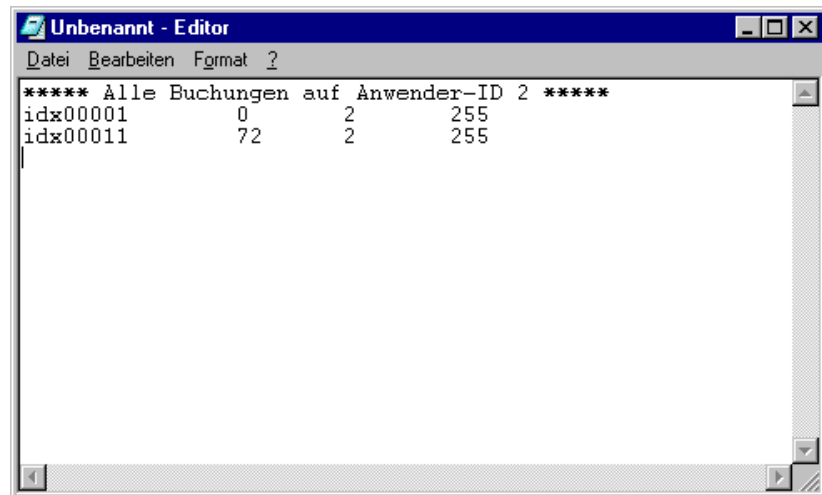 Unbenannt - Editor
Datei Bearbeiten Format ?
***** Alle Buchungen auf Anwender-ID 2 *****
idx00001 0 2 255
idx00011 72 2 255